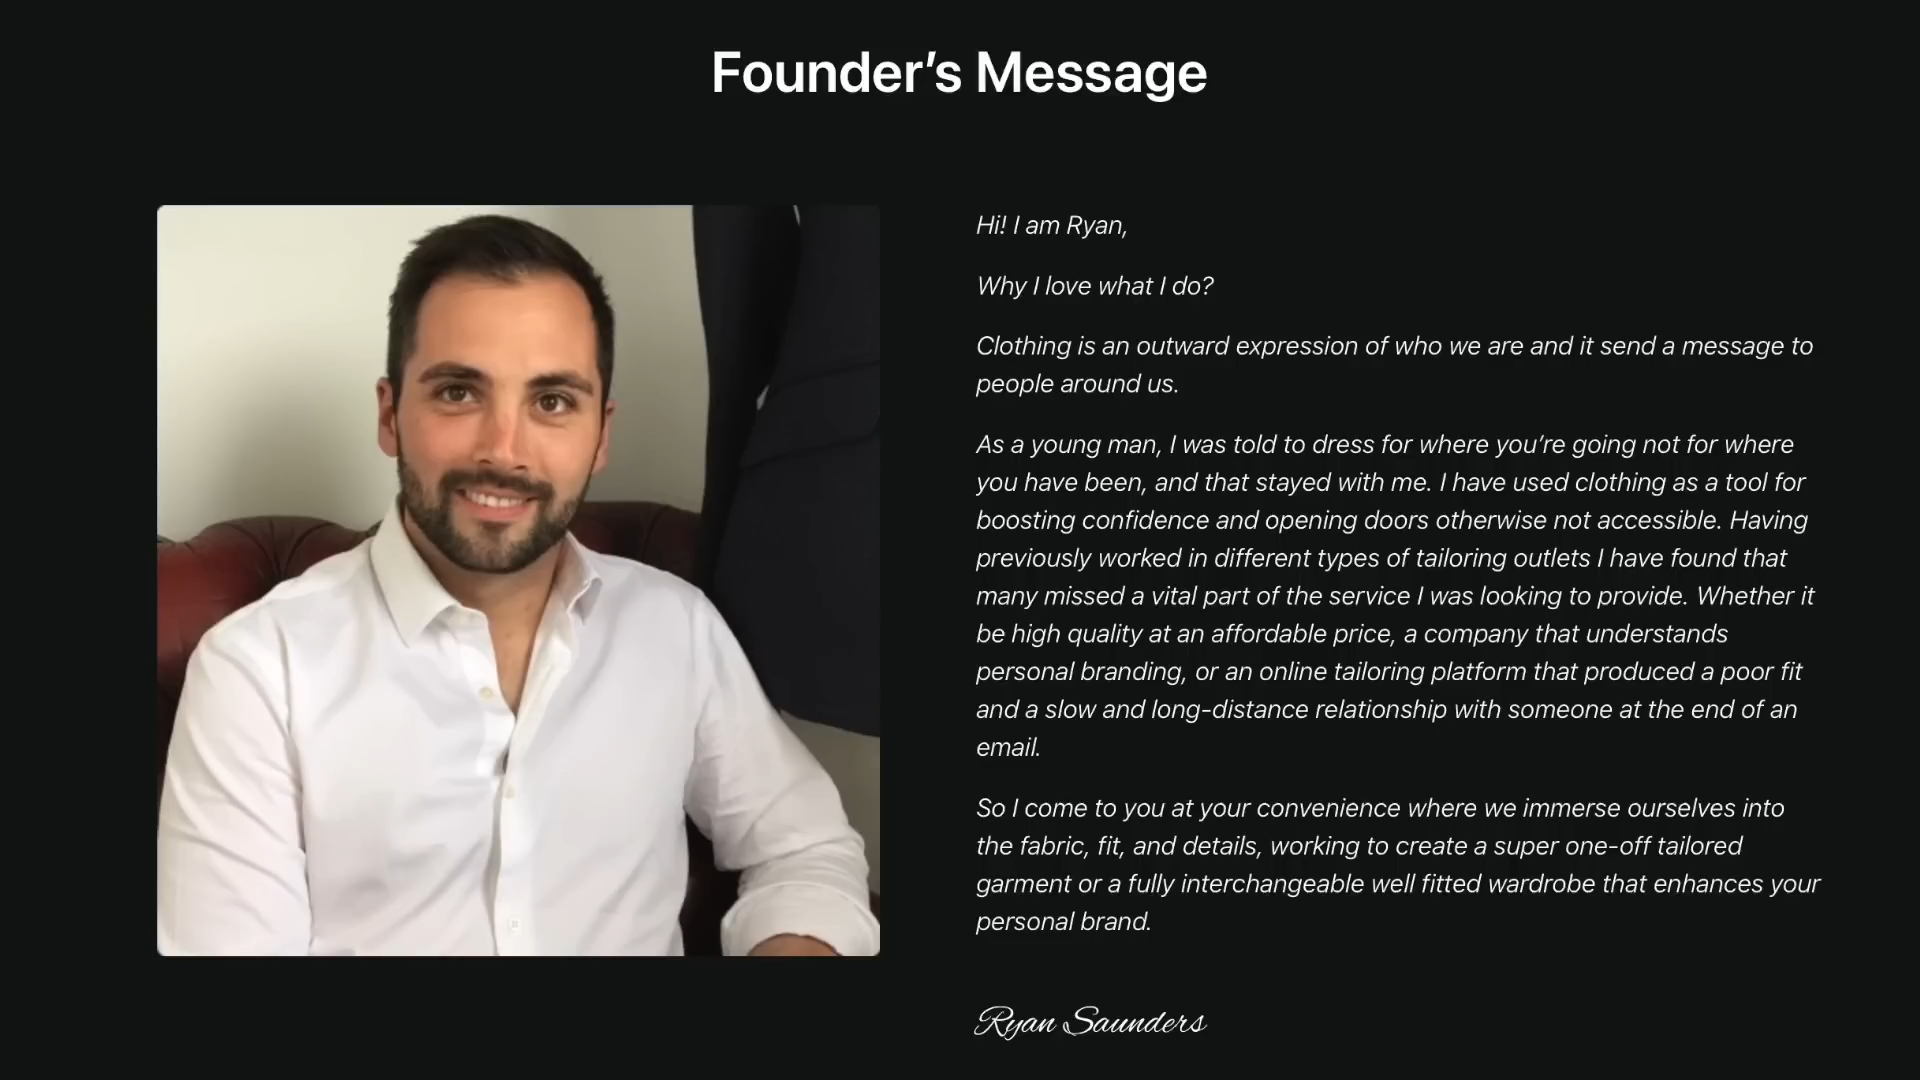 Founder’s Message
Hi! I am Ryan,
Why I love what I do?
Clothing is an outward expression of who we are and it send a message to
people around us.
As a young man, I was told to dress for where you’re going not for where
you have been, and that stayed with me. I have used clothing as a tool for
boosting confidence and opening doors otherwise not accessible. Having
previously worked in different types of tailoring outlets I have found that
many missed a vital part of the service I was looking to provide. Whether it
be high quality at an affordable price, a company that understands
personal branding, or an online tailoring platform that produced a poor fit
and a slow and long-distance relationship with someone at the end of an
email.
So I come to you at your convenience where we immerse ourselves into
the fabric, fit, and details, working to create a super one-off tailored
garment or a fully interchangeable well fitted wardrobe that enhances your
personal brand.
Ryan Saunders